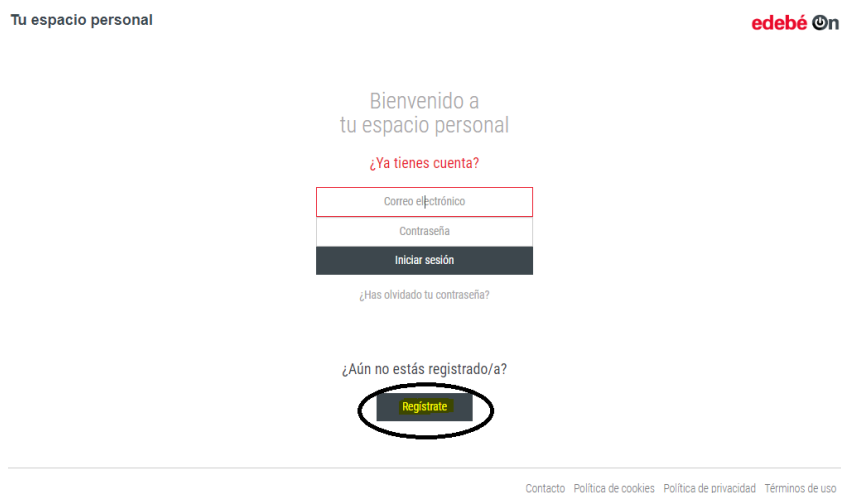 Tu espacio personal
edebé On
Bienvenido a
tu espacio personal
¿Ya tienes cuenta?
Correo electrónico
Contraseña
Iniciar sesión
¿Has olvidado tu contraseña?
¿Aún no estás registrado/a?
Regístrate
Contacto Política de cookies Política de privacidad Términos de uso